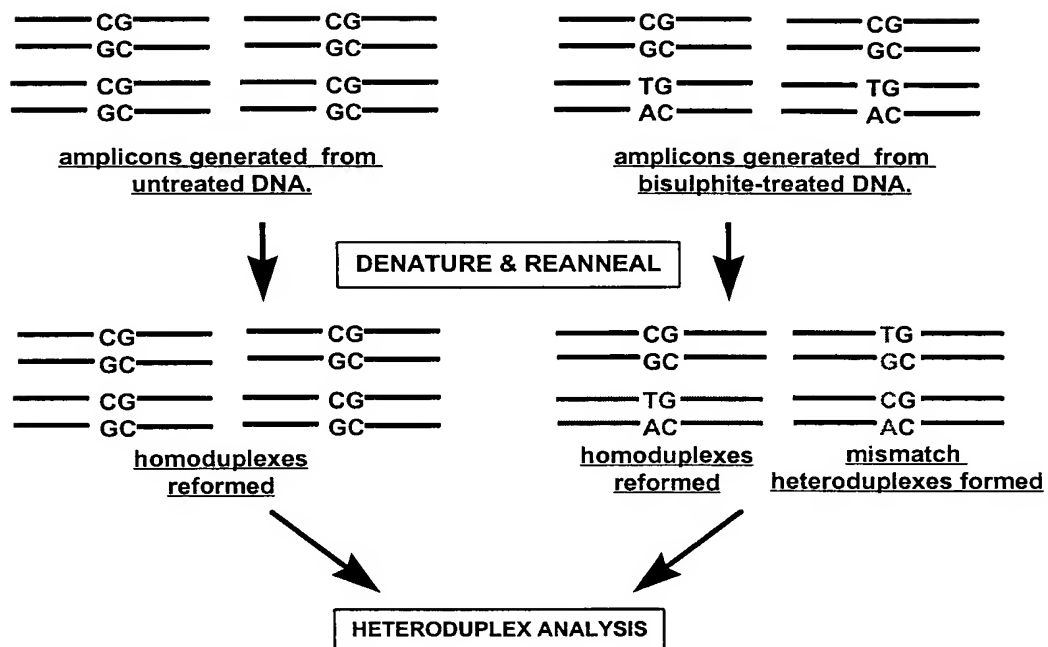 CG CG CG CG
GC GC GC GC
CG CG TG TG
GC GC AC AC
amplicons generated from
untreated DNA.
amplicons generated from
bisulphite-treated DNA.
DENATURE & REANNEAL
CG CG CG TG
GC GC GC GC
CG CG TG CG
GC GC AC AC
homoduplexes
reformed
homoduplexes
reformed
mismatch
heteroduplexes formed
HETERODUPLEX ANALYSIS